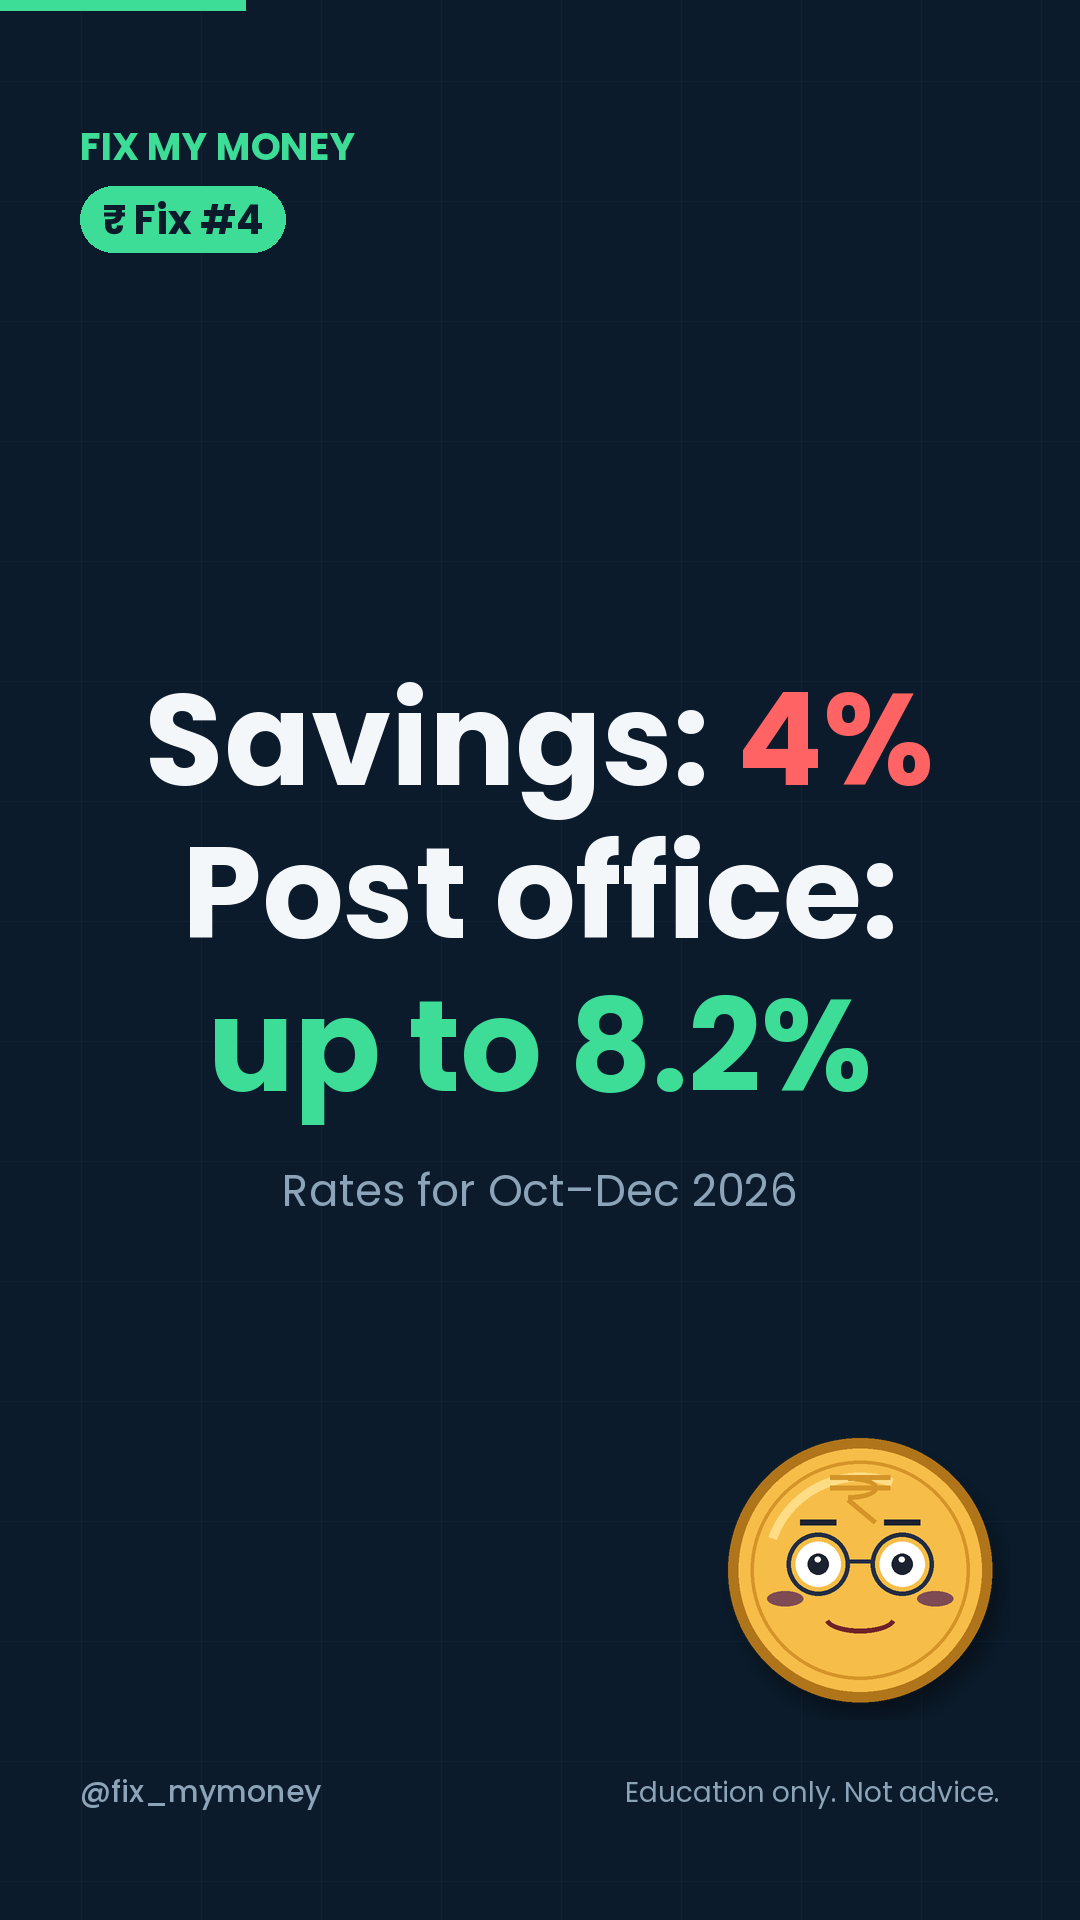 FIX MY MONEY
₹ Fix #4
Savings: 4%
Post office:
up to 8.2%
Rates for Oct–Dec 2026
₹
@fix_mymoney
Education only. Not advice.